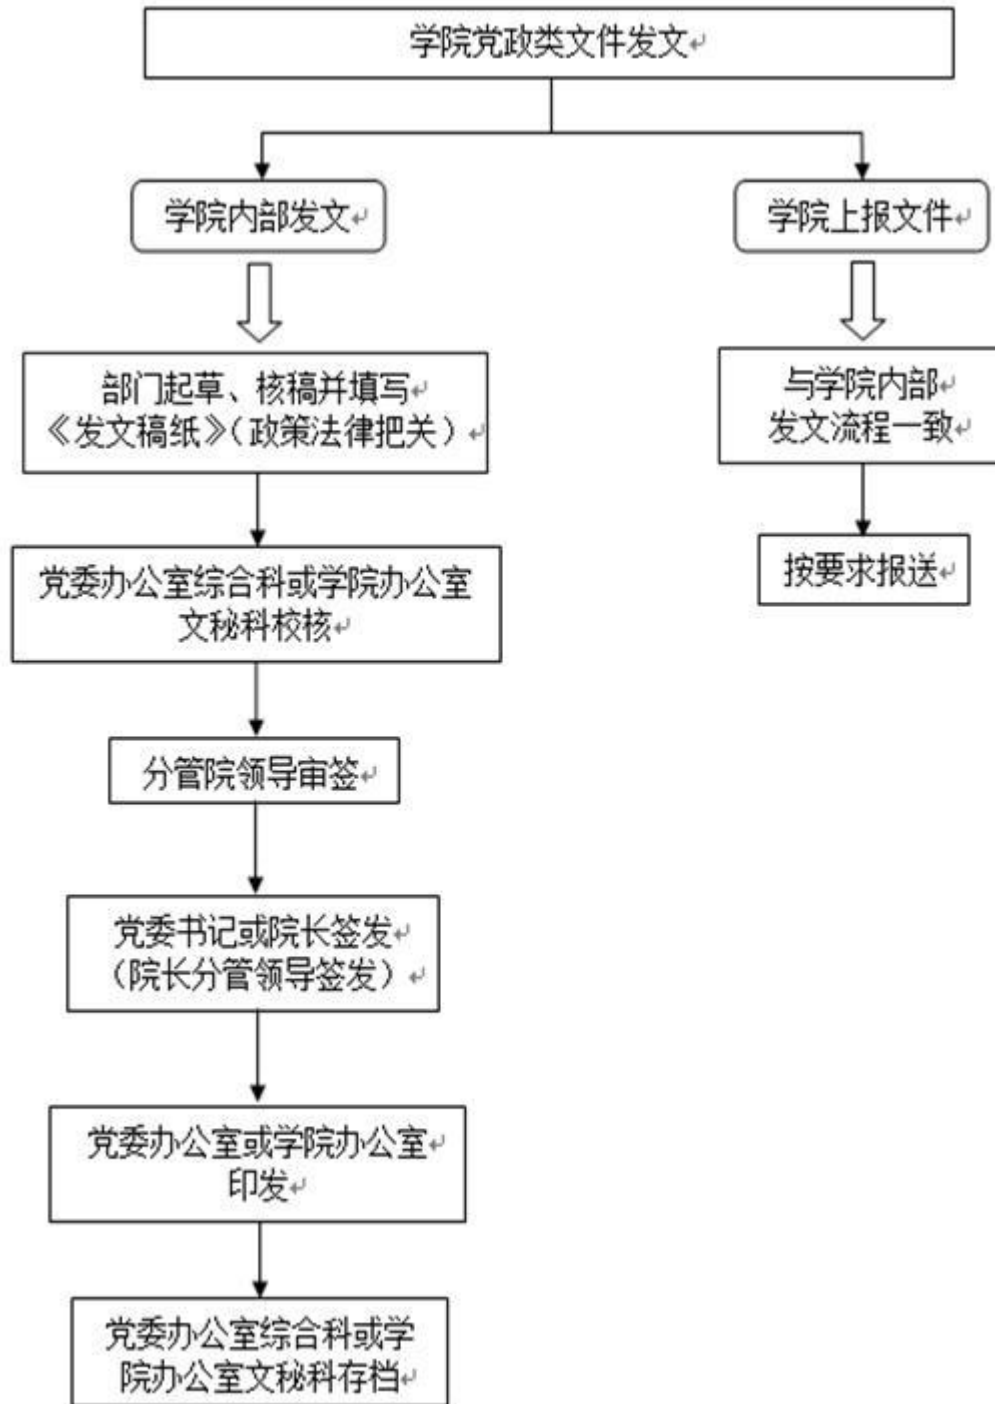 学院党政类文件发文
学院内部发文
学院上报文件
部门起草、核稿并填写
《发文稿纸》（政策法律把关）
与学院内部
发文流程一致
党委办公室综合科或学院办公室
文秘科校核
按要求报送
分管院领导审签
党委书记或院长签发
（院长分管领导签发）
党委办公室或学院办公室
印发
党委办公室综合科或学
院办公室文秘科存档